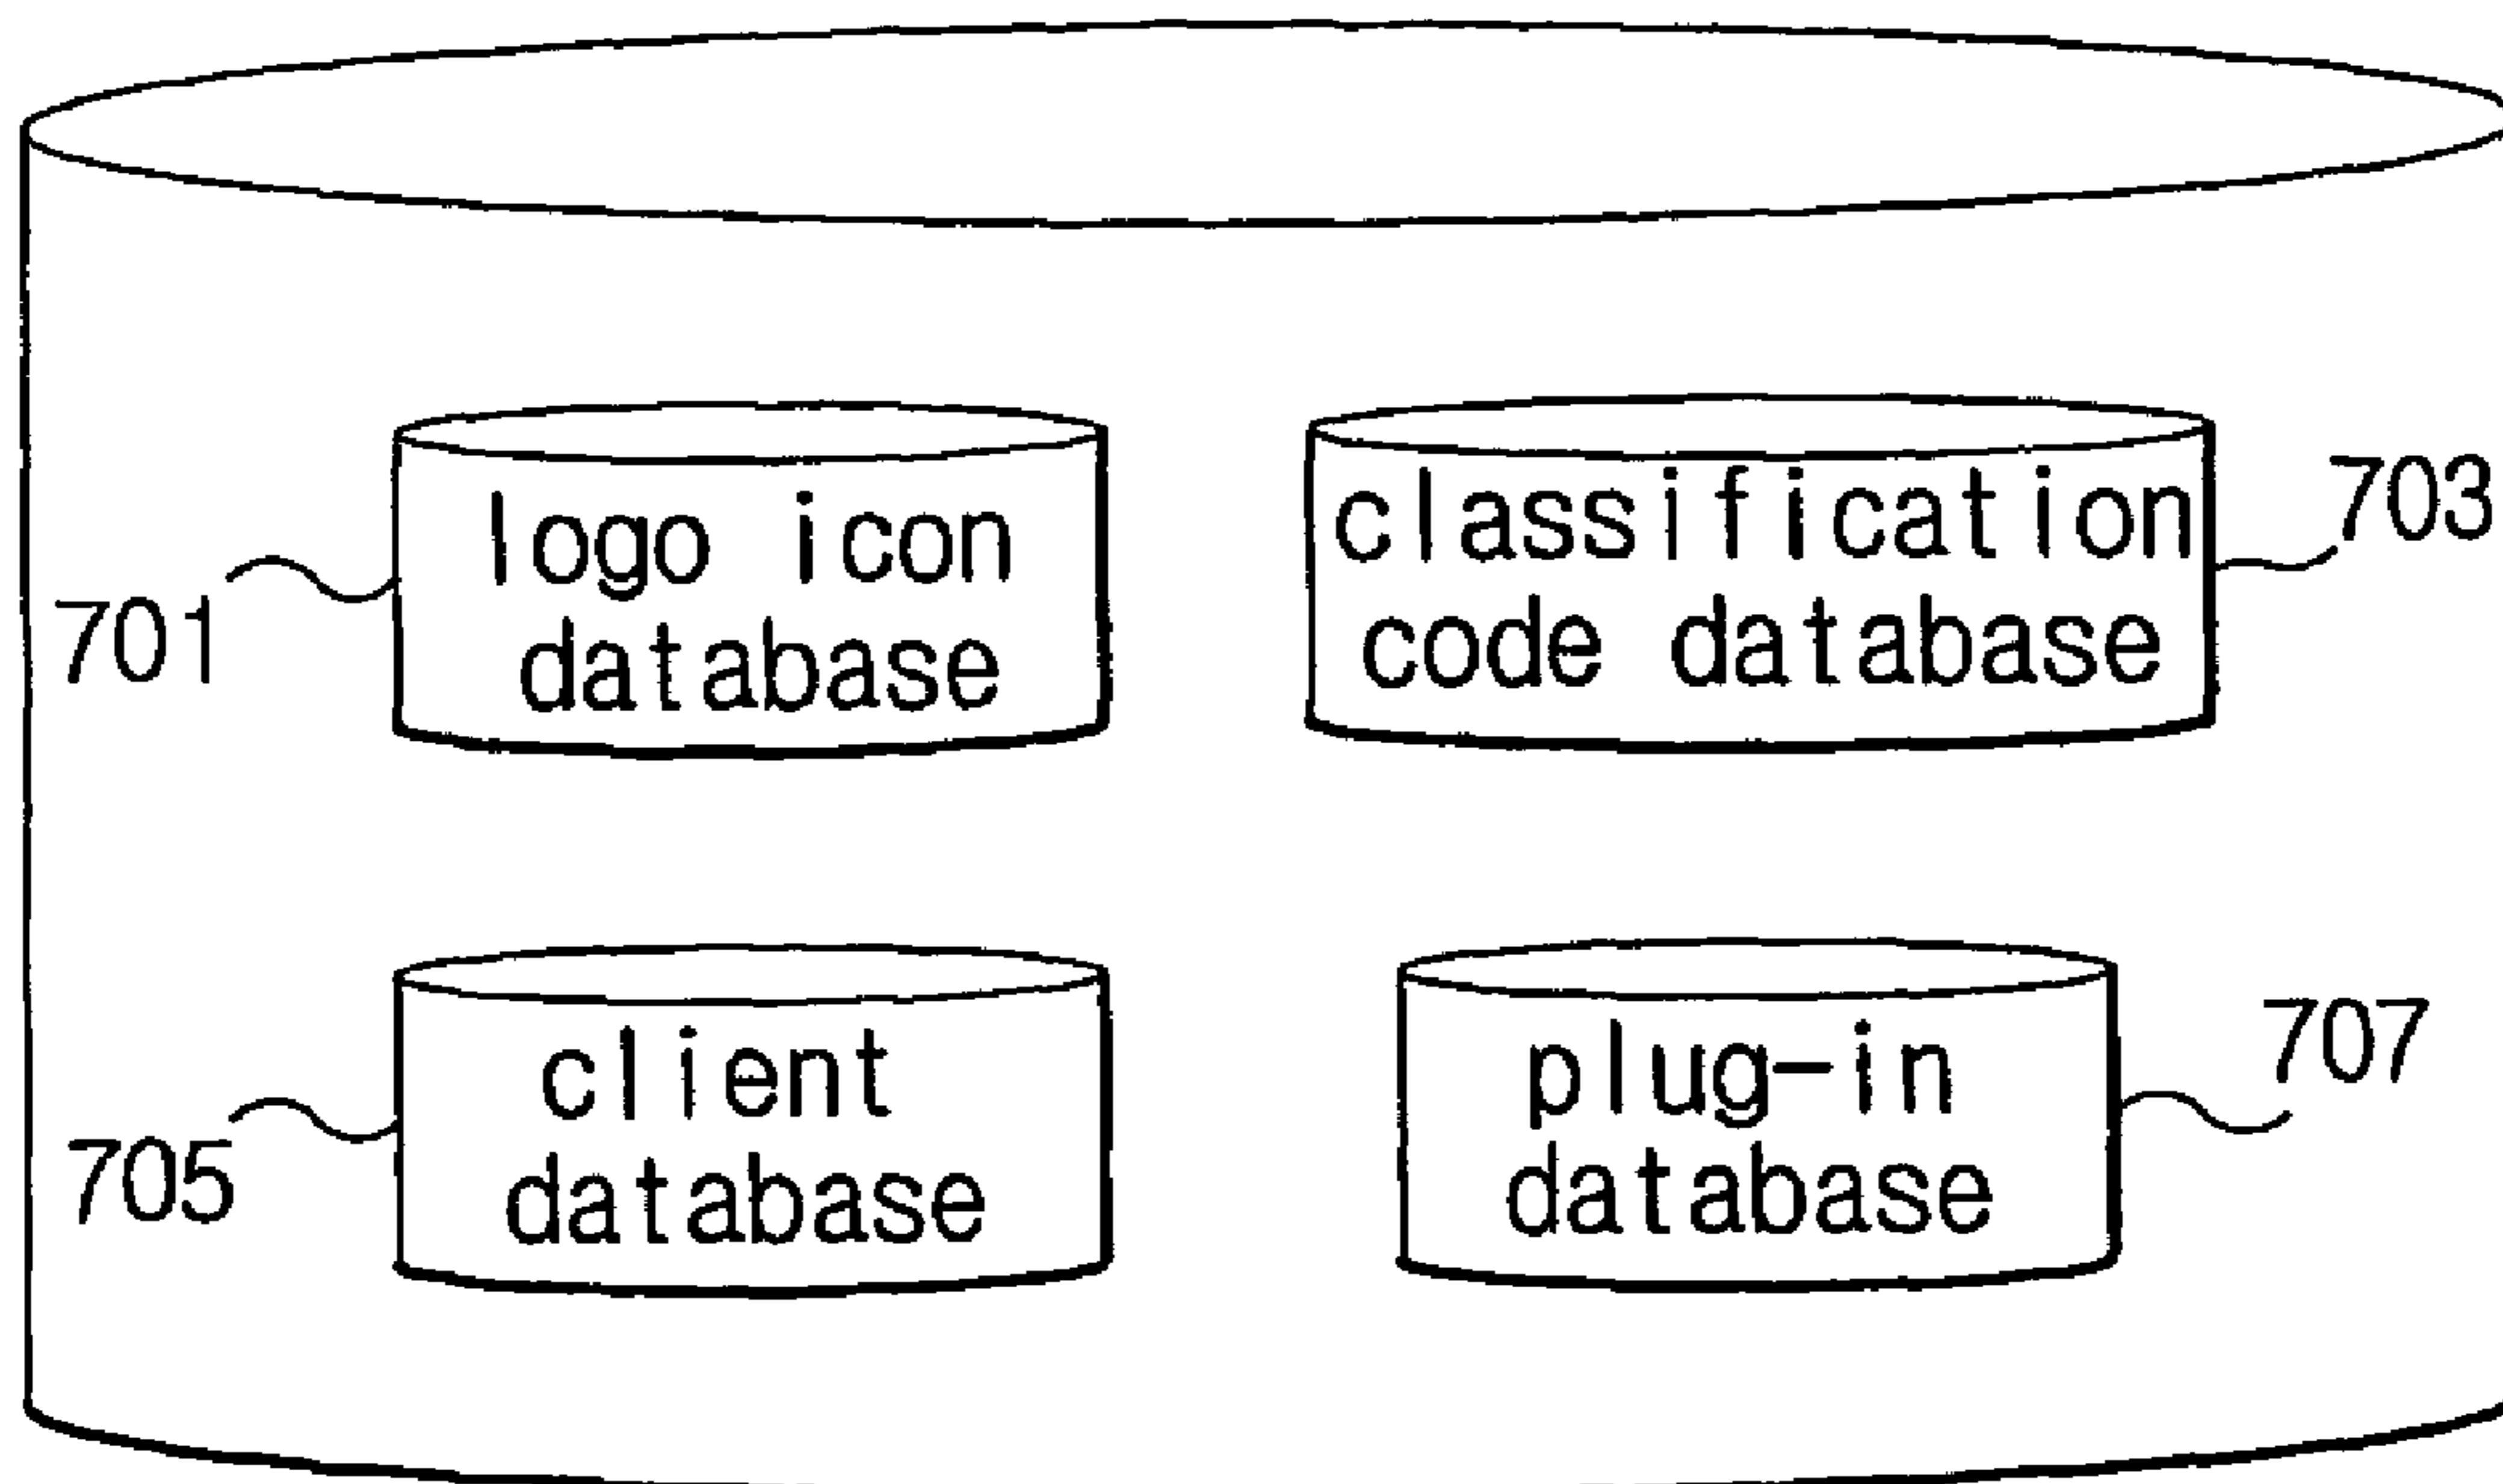 logo icon
database
701
classification
code database
703
client
database
705
plug-in
database
707